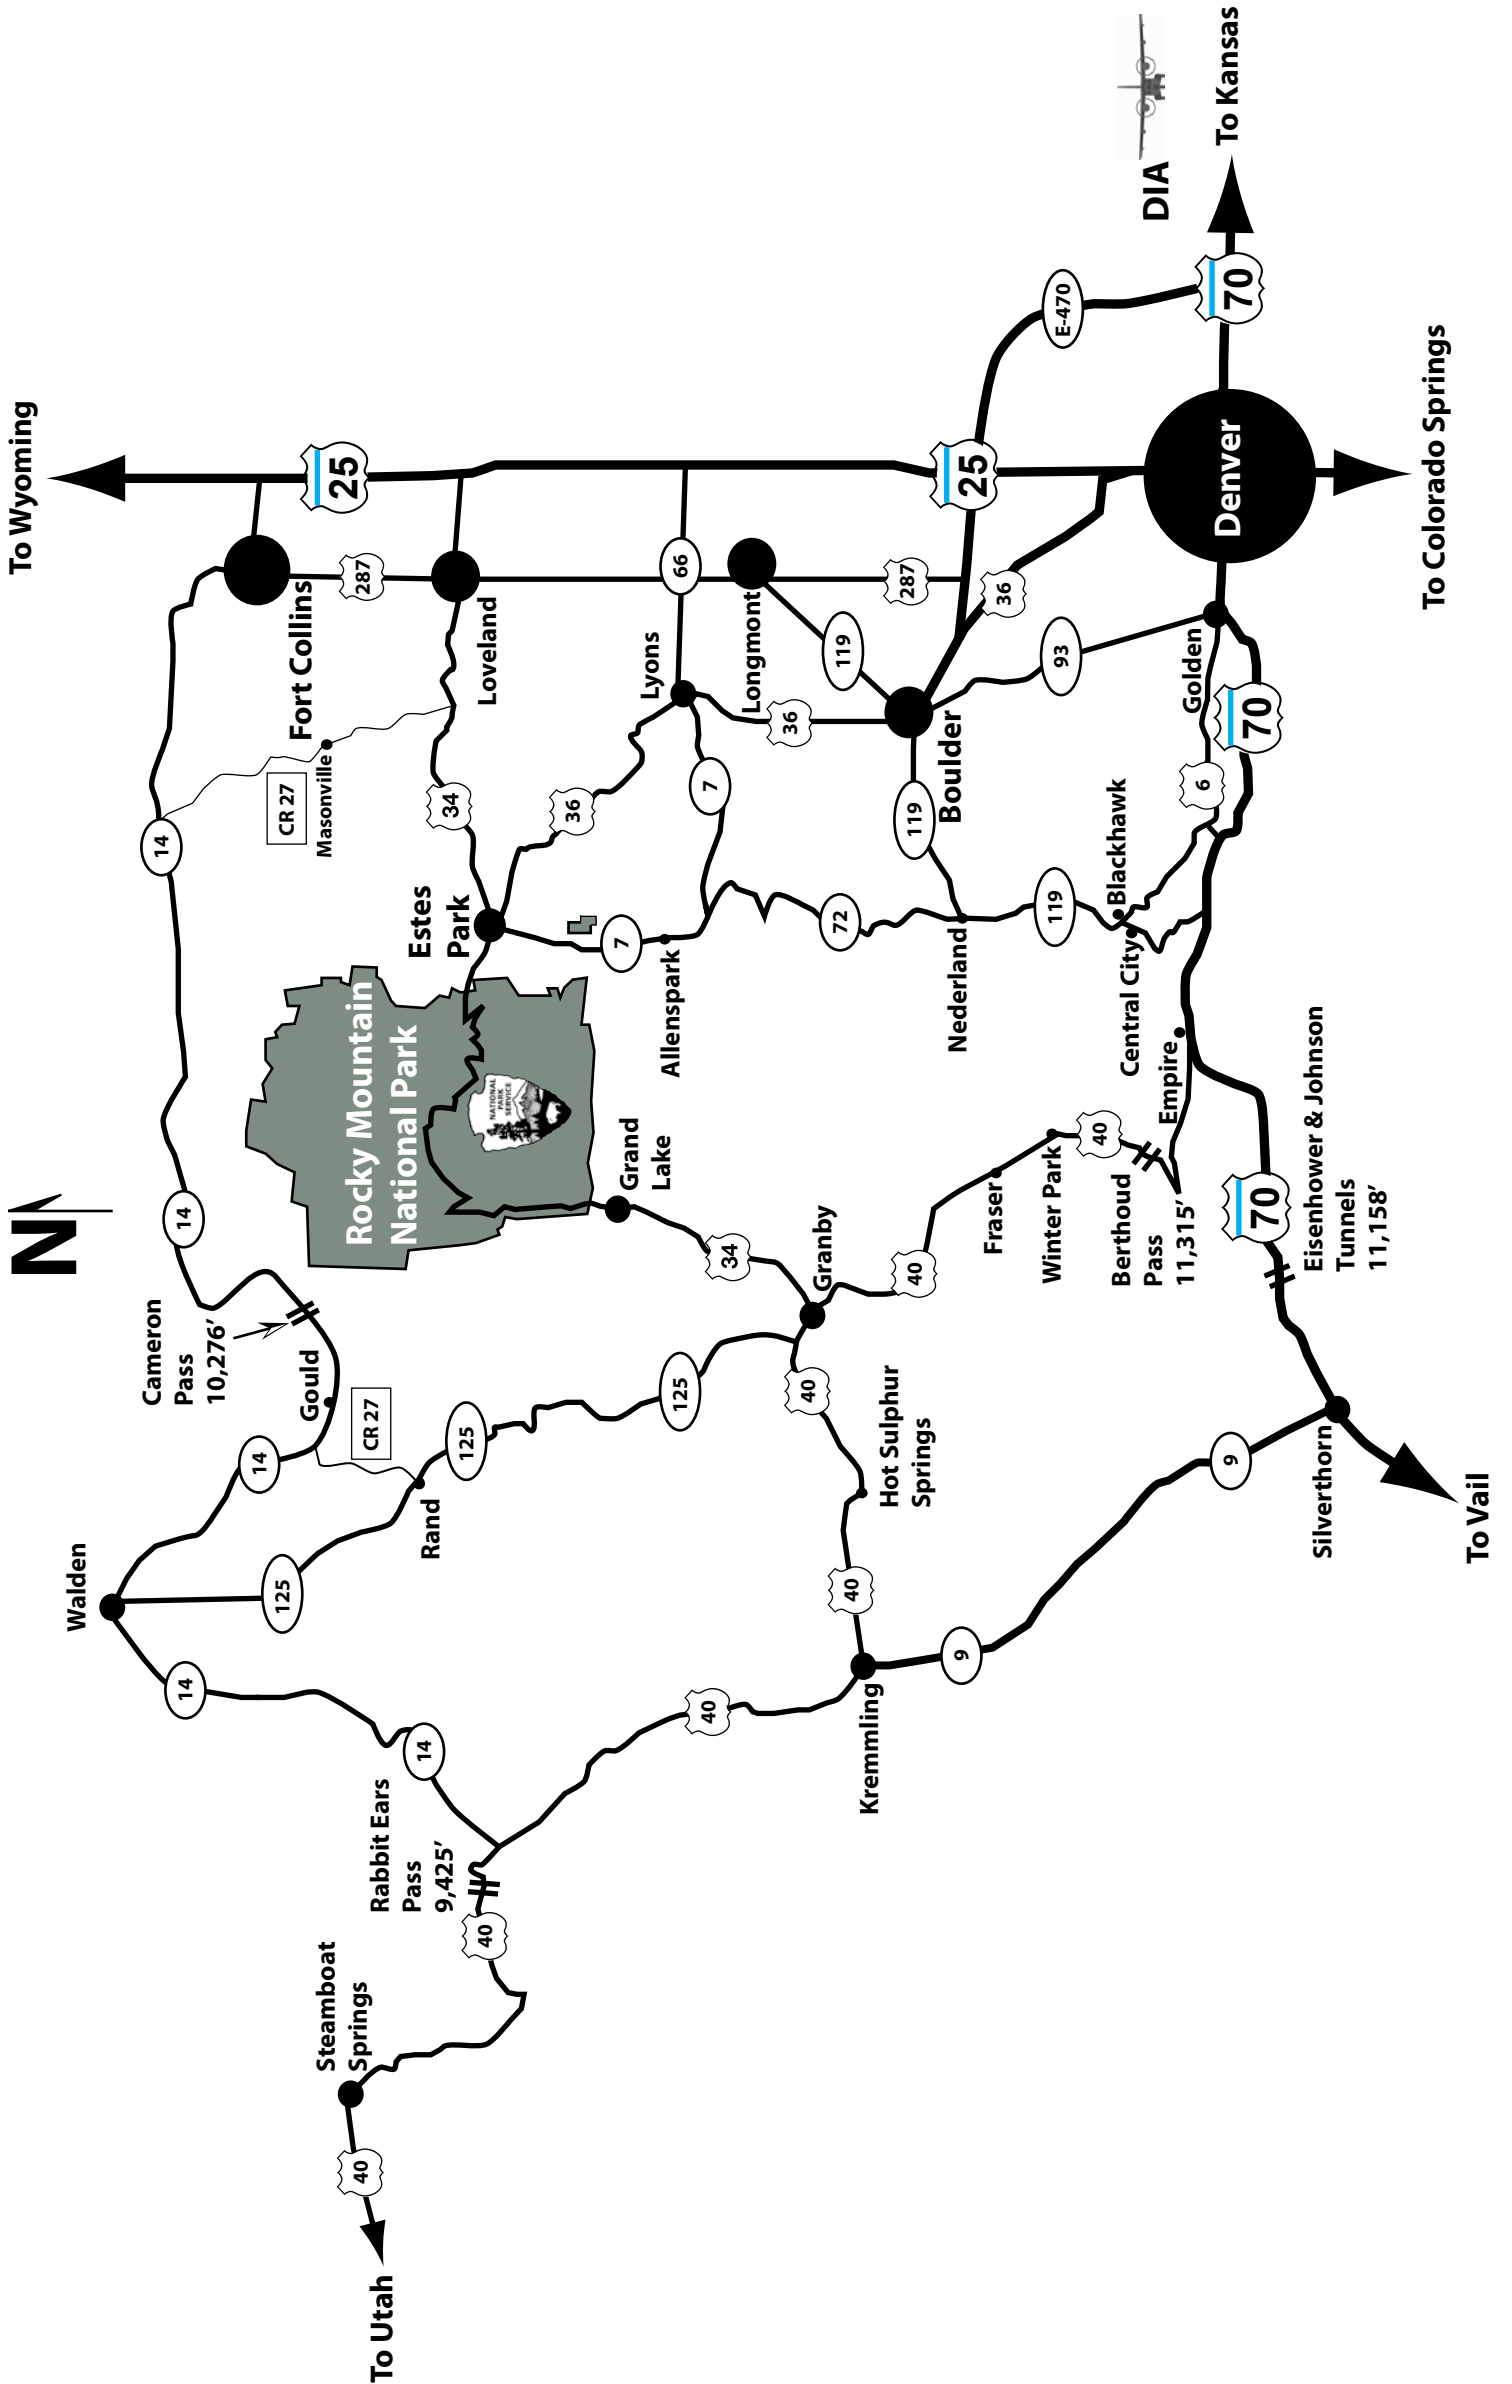 N
To Wyoming
25
Fort Collins
287
14
14
14
14
14
CR 27
Masonville
Cameron
Pass
10,276’
Gould
CR 27
Walden
125
Rand
125
125
Rabbit Ears
Pass
9,425’
40
Steamboat
Springs
40
To Utah
Loveland
34
Estes
Park
Rocky Mountain
National Park
NATIONAL
PARK
SERVICE
36
Lyons
66
Longmont
7
7
Allenspark
Grand
Lake
34
Granby
40
40
Hot Sulphur
Springs
40
40
Kremmling
9
9
287
119
36
Boulder
119
72
Nederland
119
Blackhawk
Central City
Fraser
Winter Park
40
Berthoud
Pass
11,315’
Empire
25
36
93
E-470
DIA
To Kansas
70
Denver
Golden
6
70
70
Eisenhower & Johnson
Tunnels
11,158’
Silverthorn
To Vail
To Colorado Springs